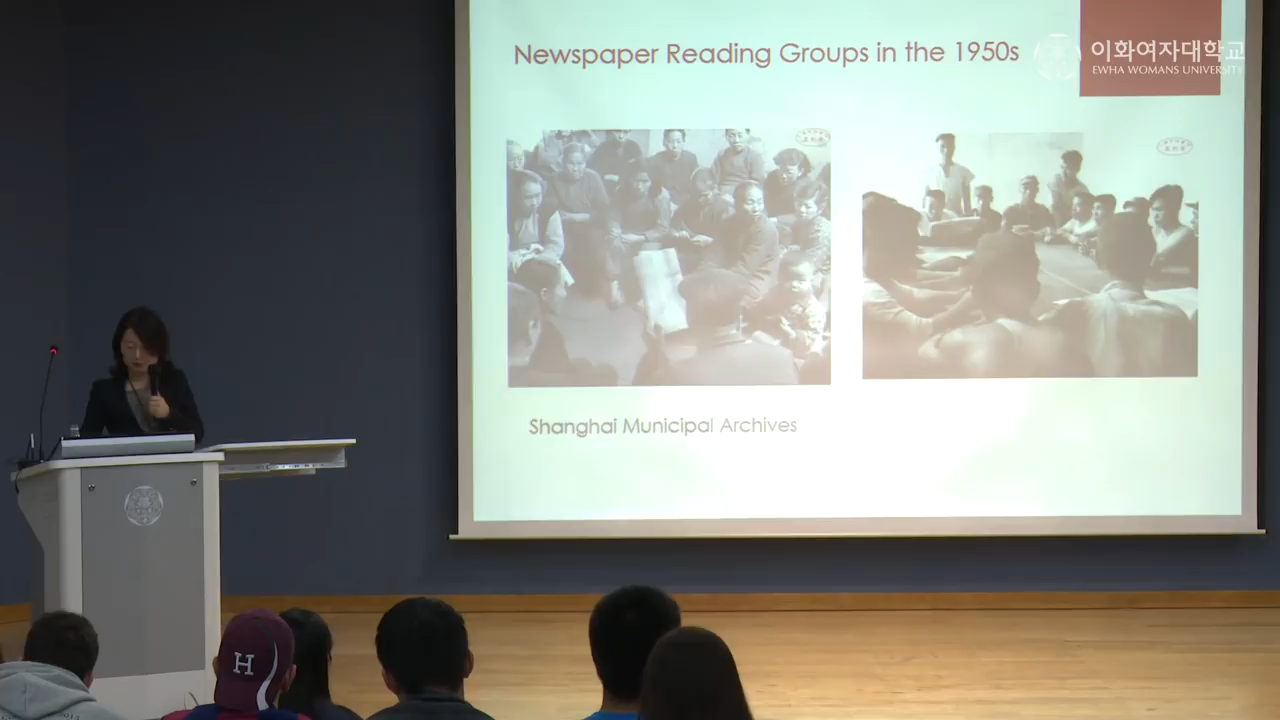 Newspaper Reading Groups in the 1950s
이화여자대학교
EWHA WOMANS UNIVERSITY
Shanghai Municipal Archives
H